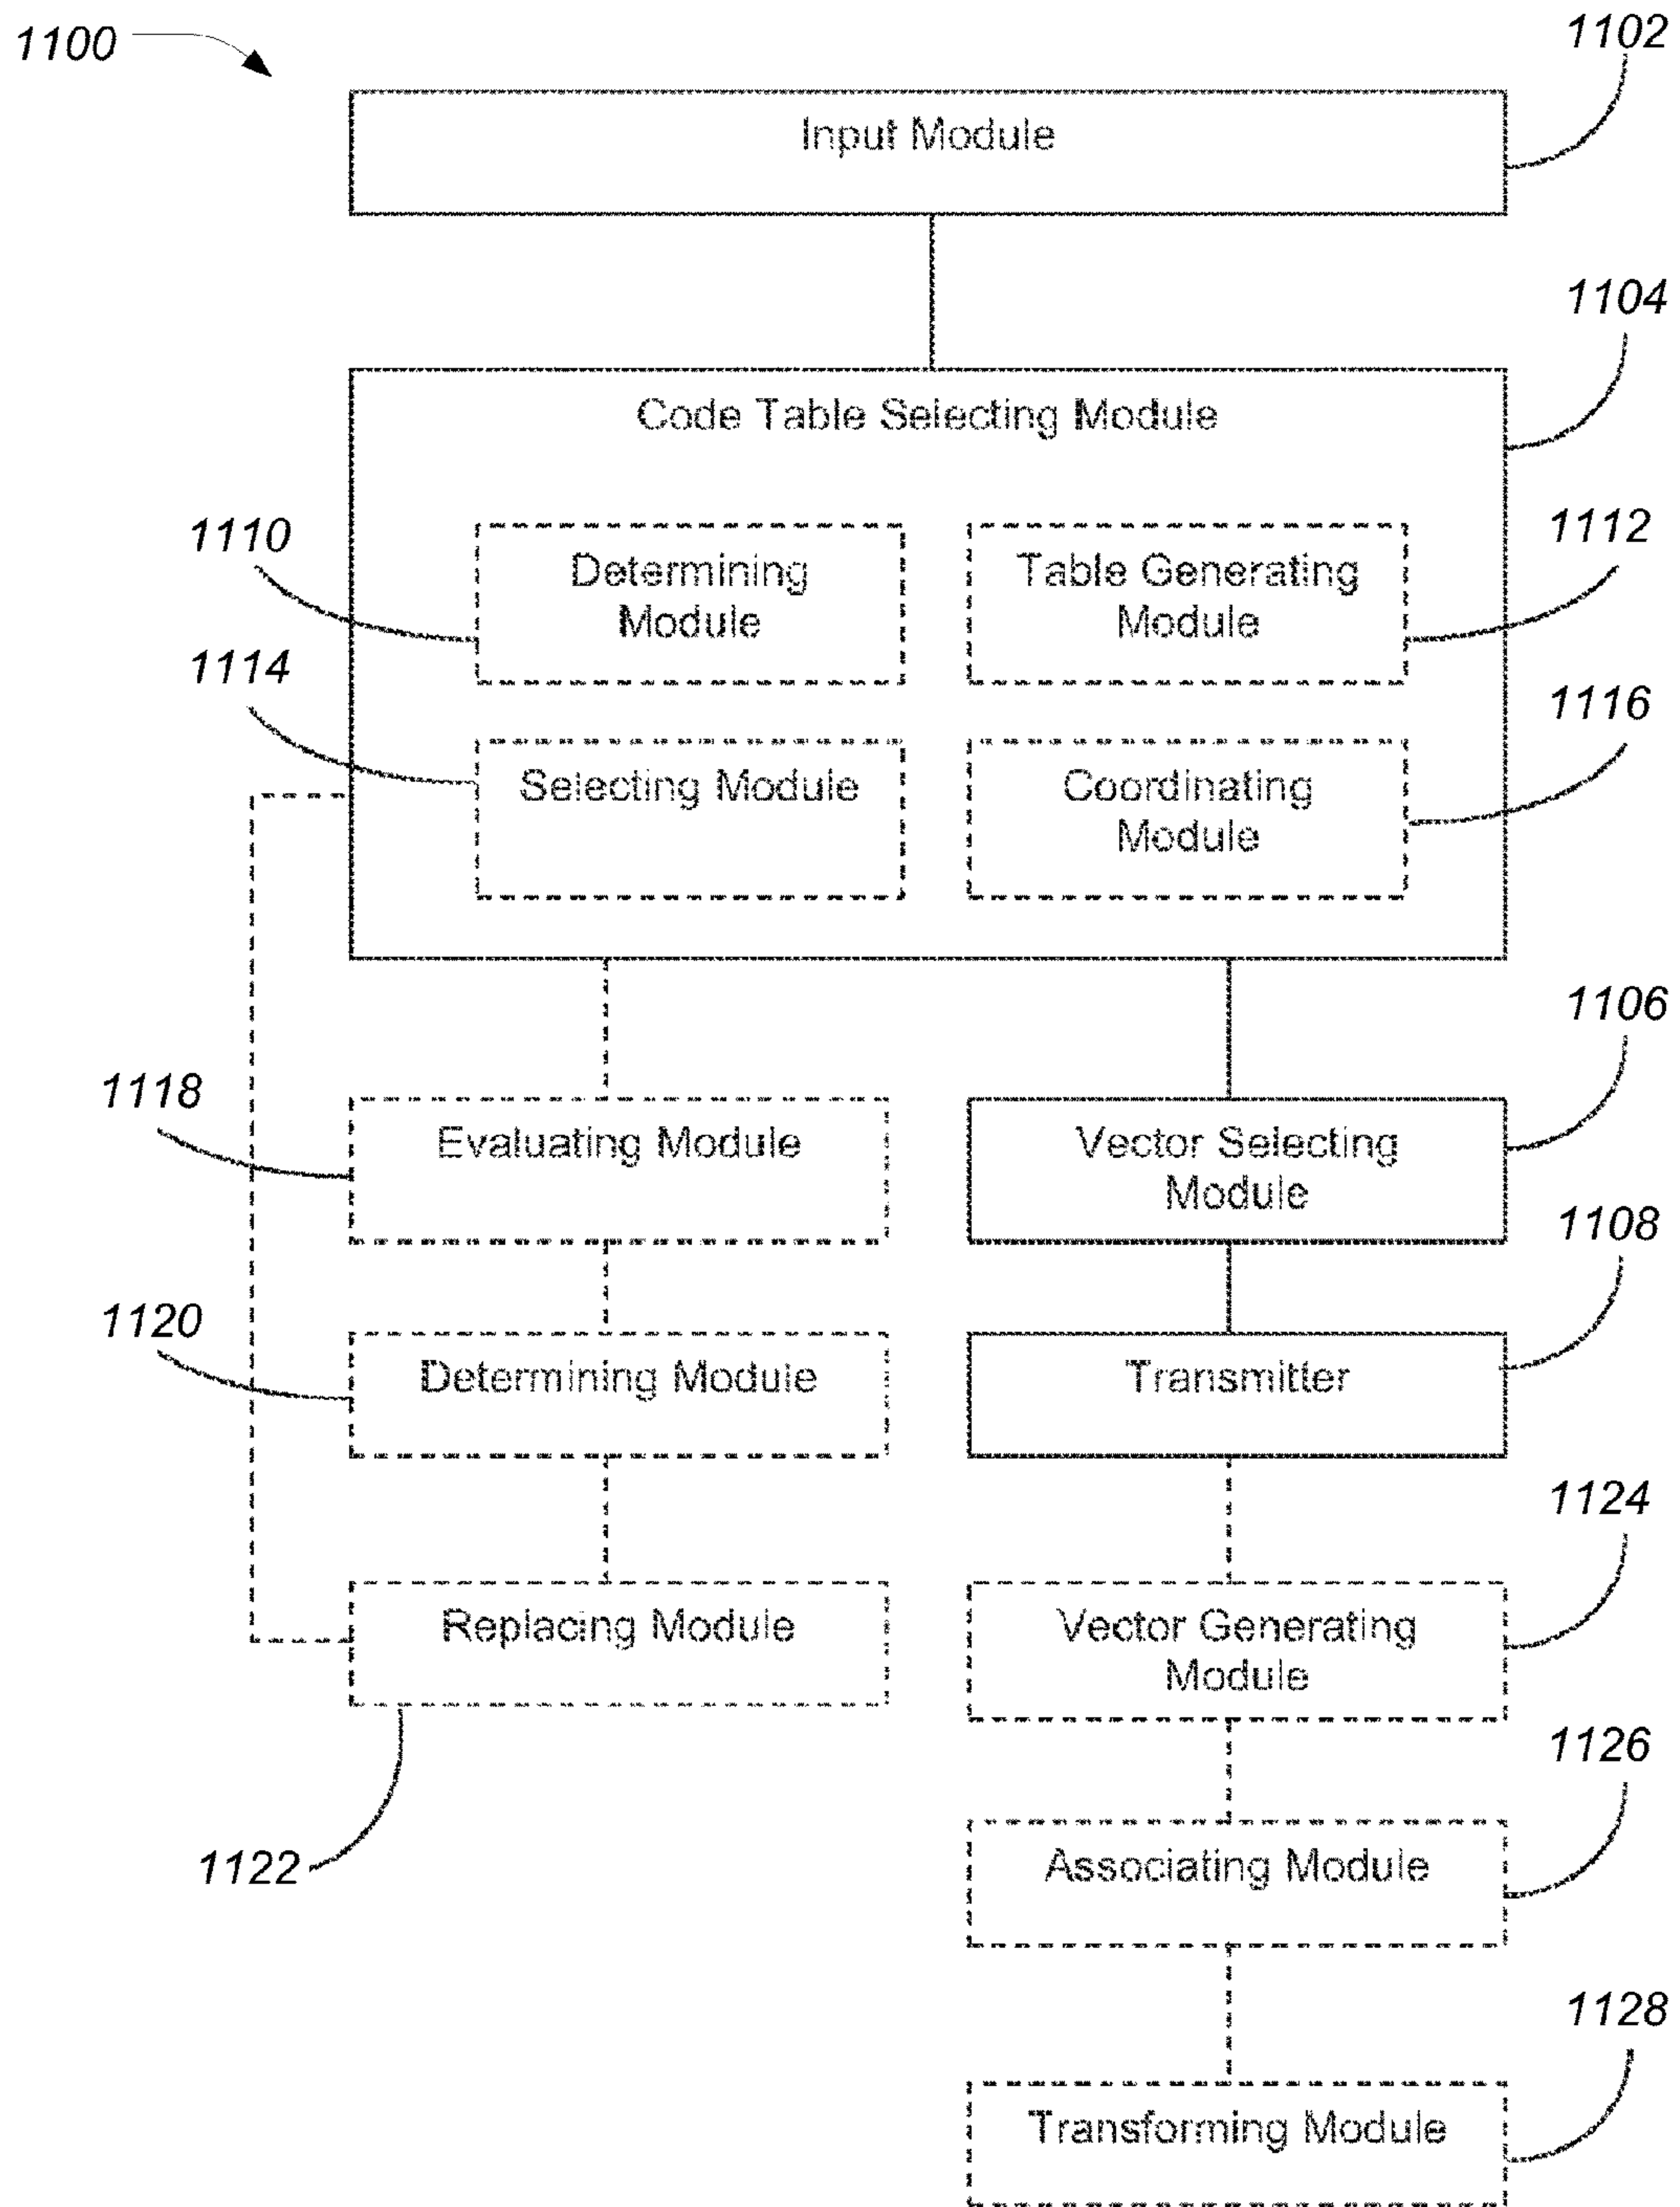 1100
1102
Input Module
1104
Code Table Selecting Module
1110
Determining
Module
1112
Table Generating
Module
1114
Selecting Module
1116
Coordinating
Module
1106
1118
Evaluating Module
Vector Selecting
Module
1108
1120
Determining Module
Transmitter
1124
Replacing Module
Vector Generating
Module
1126
1122
Associating Module
1128
Transforming Module